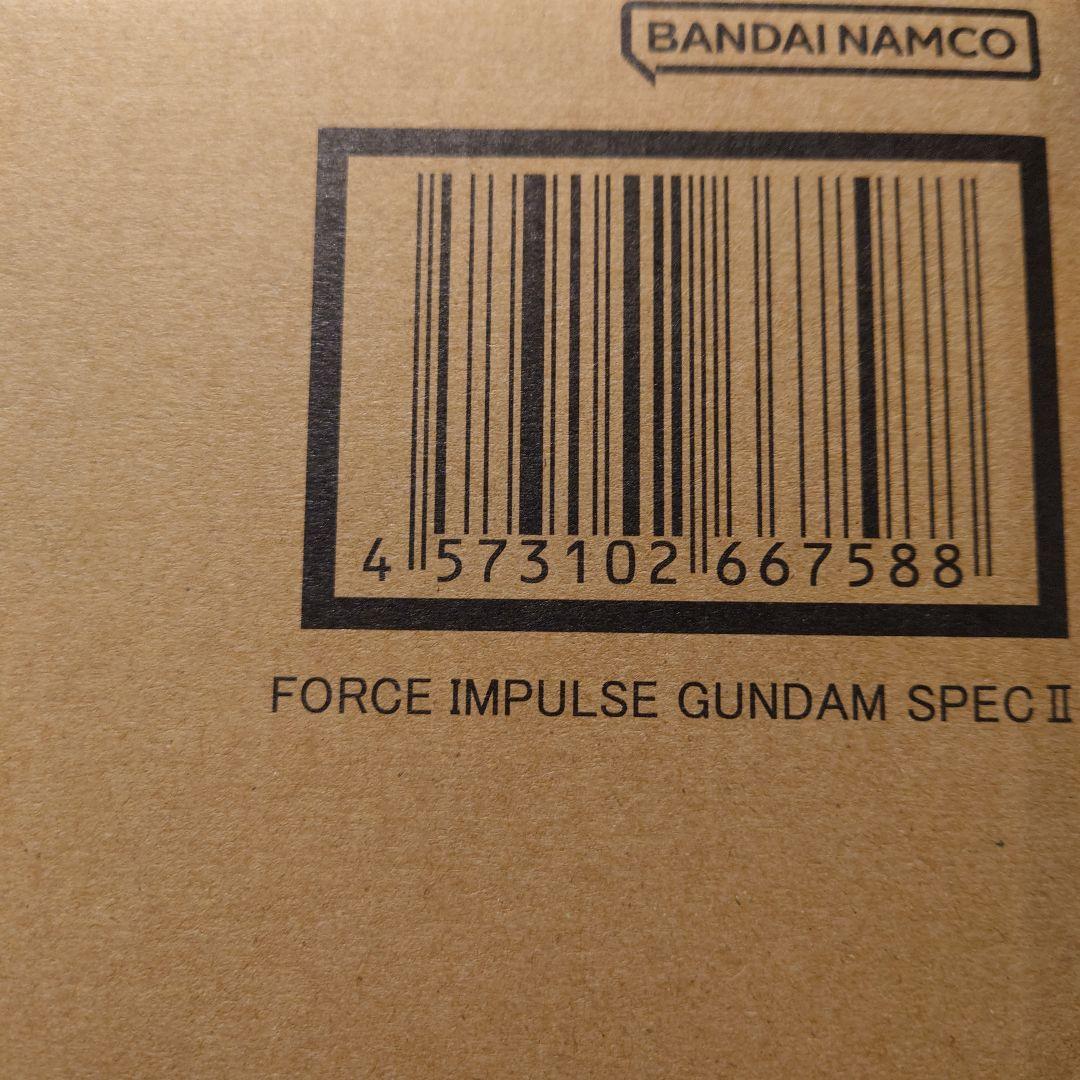 BANDAI NAMCO
4 573102 667588
FORCE IMPULSE GUNDAM SPEC Ⅱ